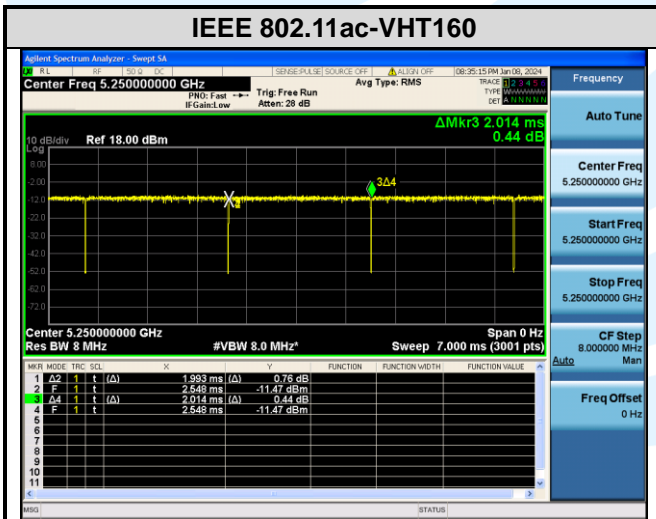 IEEE 802.11ac-VHT160
Agilent Spectrum Analyzer - Swept SA
RL RF 50 Ω DC SENSE:PULSE SOURCE OFF ALIGN OFF 08:35:15 PM Jan 08, 2024
Center Freq 5.250000000 GHz Avg Type: RMS TRACE 1 2 3 4 5 6
PNO: Fast Trig: Free Run TYPE
IFGain:Low Atten: 28 dB DET A N N N N N
ΔMkr3 2.014 ms
0.44 dB
10 dB/div Ref 18.00 dBm
Log
8.00
-2.00
-12.0
-22.0
-32.0
-42.0
-52.0
-62.0
-72.0
3Δ4
Center 5.250000000 GHz Span 0 Hz
Res BW 8 MHz #VBW 8.0 MHz* Sweep 7.000 ms (3001 pts)
MKR MODE TRC SCL X Y FUNCTION FUNCTION WIDTH FUNCTION VALUE
1 Δ2 1 t (Δ) 1.993 ms (Δ) 0.76 dB
2 F 1 t 2.548 ms -11.47 dBm
3 Δ4 1 t (Δ) 2.014 ms (Δ) 0.44 dB
4 F 1 t 2.548 ms -11.47 dBm
5
6
7
8
9
10
11
MSG STATUS
Frequency
Auto Tune
Center Freq
5.250000000 GHz
Start Freq
5.250000000 GHz
Stop Freq
5.250000000 GHz
CF Step
8.000000 MHz
Auto Man
Freq Offset
0 Hz